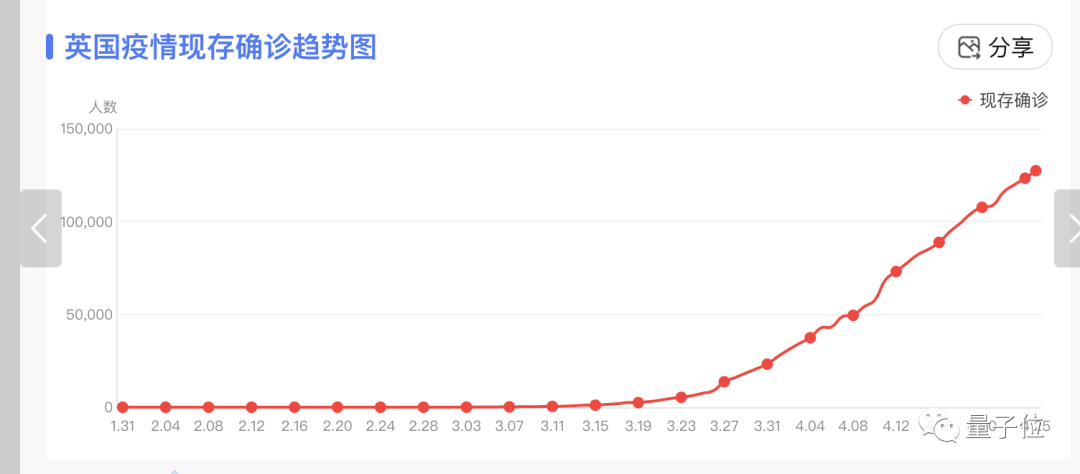 英国疫情现存确诊趋势图
分享
现存确诊
人数
150,000
100,000
50,000
0
1.31 2.04 2.08 2.12 2.16 2.20 2.24 2.28 3.03 3.07 3.11 3.15 3.19 3.23 3.27 3.31 4.04 4.08 4.12
量子位